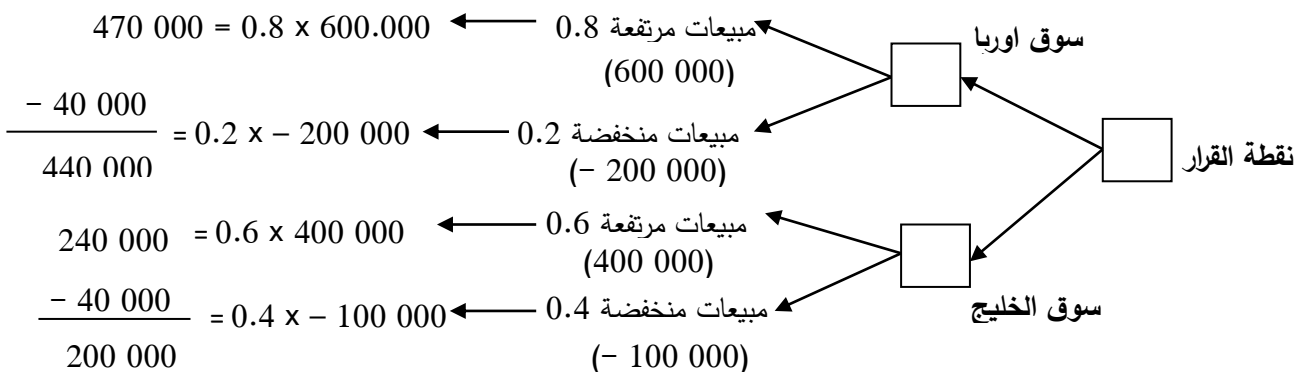 نقطة القرار
سوق اوربا
مبيعات مرتفعة 0.8
(600 000)
470 000 = 0.8 x 600.000
مبيعات منخفضة 0.2
(− 200 000)
− 40 000
= 0.2 x − 200 000
440 000
سوق الخليج
مبيعات مرتفعة 0.6
(400 000)
240 000 = 0.6 x 400 000
مبيعات منخفضة 0.4
(− 100 000)
− 40 000
= 0.4 x − 100 000
200 000